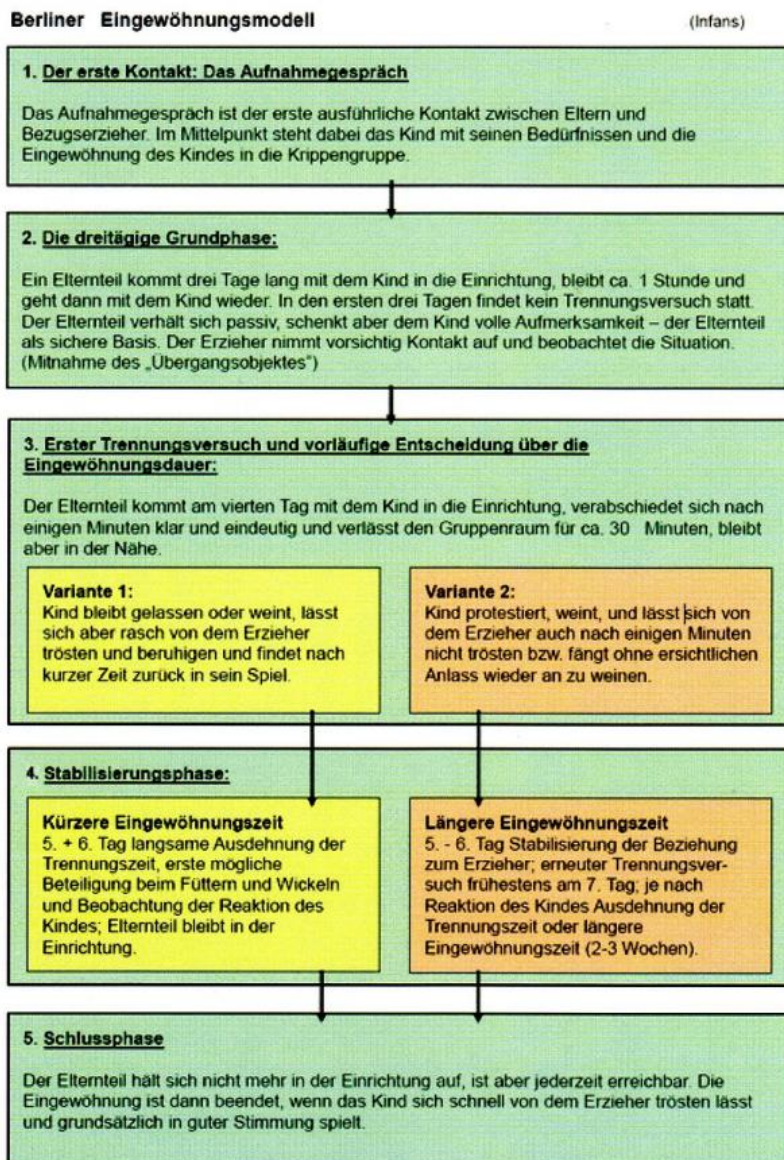 Berliner Eingewöhnungsmodell (Infans)
1. Der erste Kontakt: Das Aufnahmegespräch
Das Aufnahmegespräch ist der erste ausführliche Kontakt zwischen Eltern und
Bezugserzieher. Im Mittelpunkt steht dabei das Kind mit seinen Bedürfnissen und die
Eingewöhnung des Kindes in die Krippengruppe.
2. Die dreitägige Grundphase:
Ein Elternteil kommt drei Tage lang mit dem Kind in die Einrichtung, bleibt ca. 1 Stunde und
geht dann mit dem Kind wieder. In den ersten drei Tagen findet kein Trennungsversuch statt.
Der Elternteil verhält sich passiv, schenkt aber dem Kind volle Aufmerksamkeit – der Elternteil
als sichere Basis. Der Erzieher nimmt vorsichtig Kontakt auf und beobachtet die Situation.
(Mitnahme des „Übergangsobjektes“)
3. Erster Trennungsversuch und vorläufige Entscheidung über die
Eingewöhnungsdauer:
Der Elternteil kommt am vierten Tag mit dem Kind in die Einrichtung, verabschiedet sich nach
einigen Minuten klar und eindeutig und verlässt den Gruppenraum für ca. 30 Minuten, bleibt
aber in der Nähe.
Variante 1:
Kind bleibt gelassen oder weint, lässt
sich aber rasch von dem Erzieher
trösten und beruhigen und findet nach
kurzer Zeit zurück in sein Spiel.
Variante 2:
Kind protestiert, weint, und lässt sich von
dem Erzieher auch nach einigen Minuten
nicht trösten bzw. fängt ohne ersichtlichen
Anlass wieder an zu weinen.
4. Stabilisierungsphase:
Kürzere Eingewöhnungszeit
5. + 6. Tag langsame Ausdehnung der
Trennungszeit, erste mögliche
Beteiligung beim Füttern und Wickeln
und Beobachtung der Reaktion des
Kindes; Elternteil bleibt in der
Einrichtung.
Längere Eingewöhnungszeit
5. - 6. Tag Stabilisierung der Beziehung
zum Erzieher; erneuter Trennungsver-
such frühestens am 7. Tag; je nach
Reaktion des Kindes Ausdehnung der
Trennungszeit oder längere
Eingewöhnungszeit (2-3 Wochen).
5. Schlussphase
Der Elternteil hält sich nicht mehr in der Einrichtung auf, ist aber jederzeit erreichbar. Die
Eingewöhnung ist dann beendet, wenn das Kind sich schnell von dem Erzieher trösten lässt
und grundsätzlich in guter Stimmung spielt.